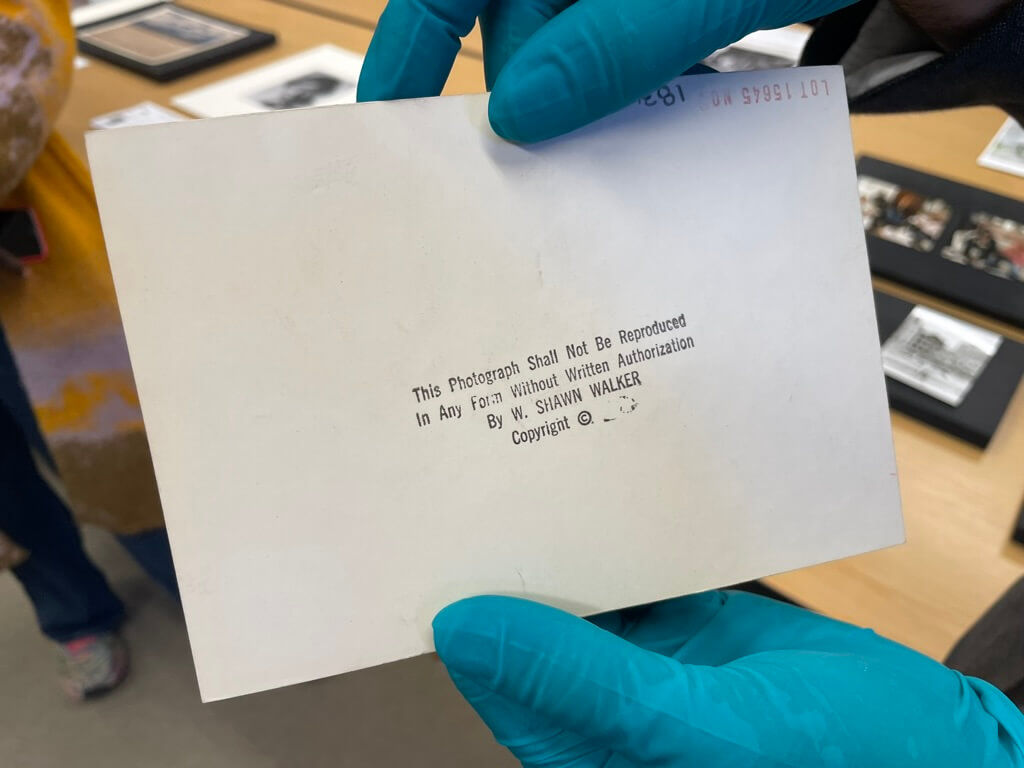 This Photograph Shall Not Be Reproduced
In Any Form Without Written Authorization
By W. SHAWN WALKER
Copyright ©.
LOT 15645 NO.